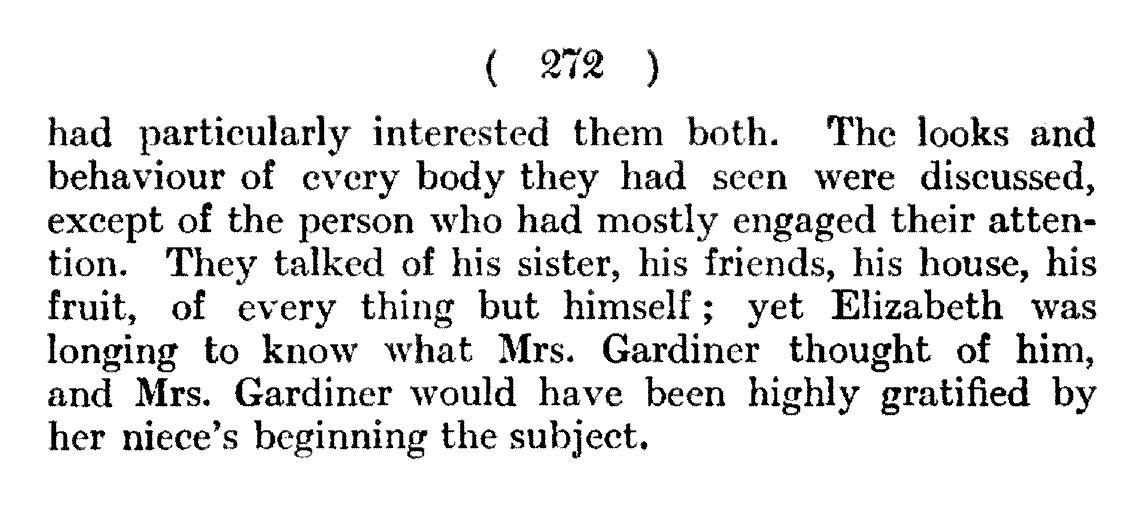 ( 272 )
had particularly interested them both. The looks and
behaviour of every body they had seen were discussed,
except of the person who had mostly engaged their atten-
tion. They talked of his sister, his friends, his house, his
fruit, of every thing but himself; yet Elizabeth was
longing to know what Mrs. Gardiner thought of him,
and Mrs. Gardiner would have been highly gratified by
her niece's beginning the subject.